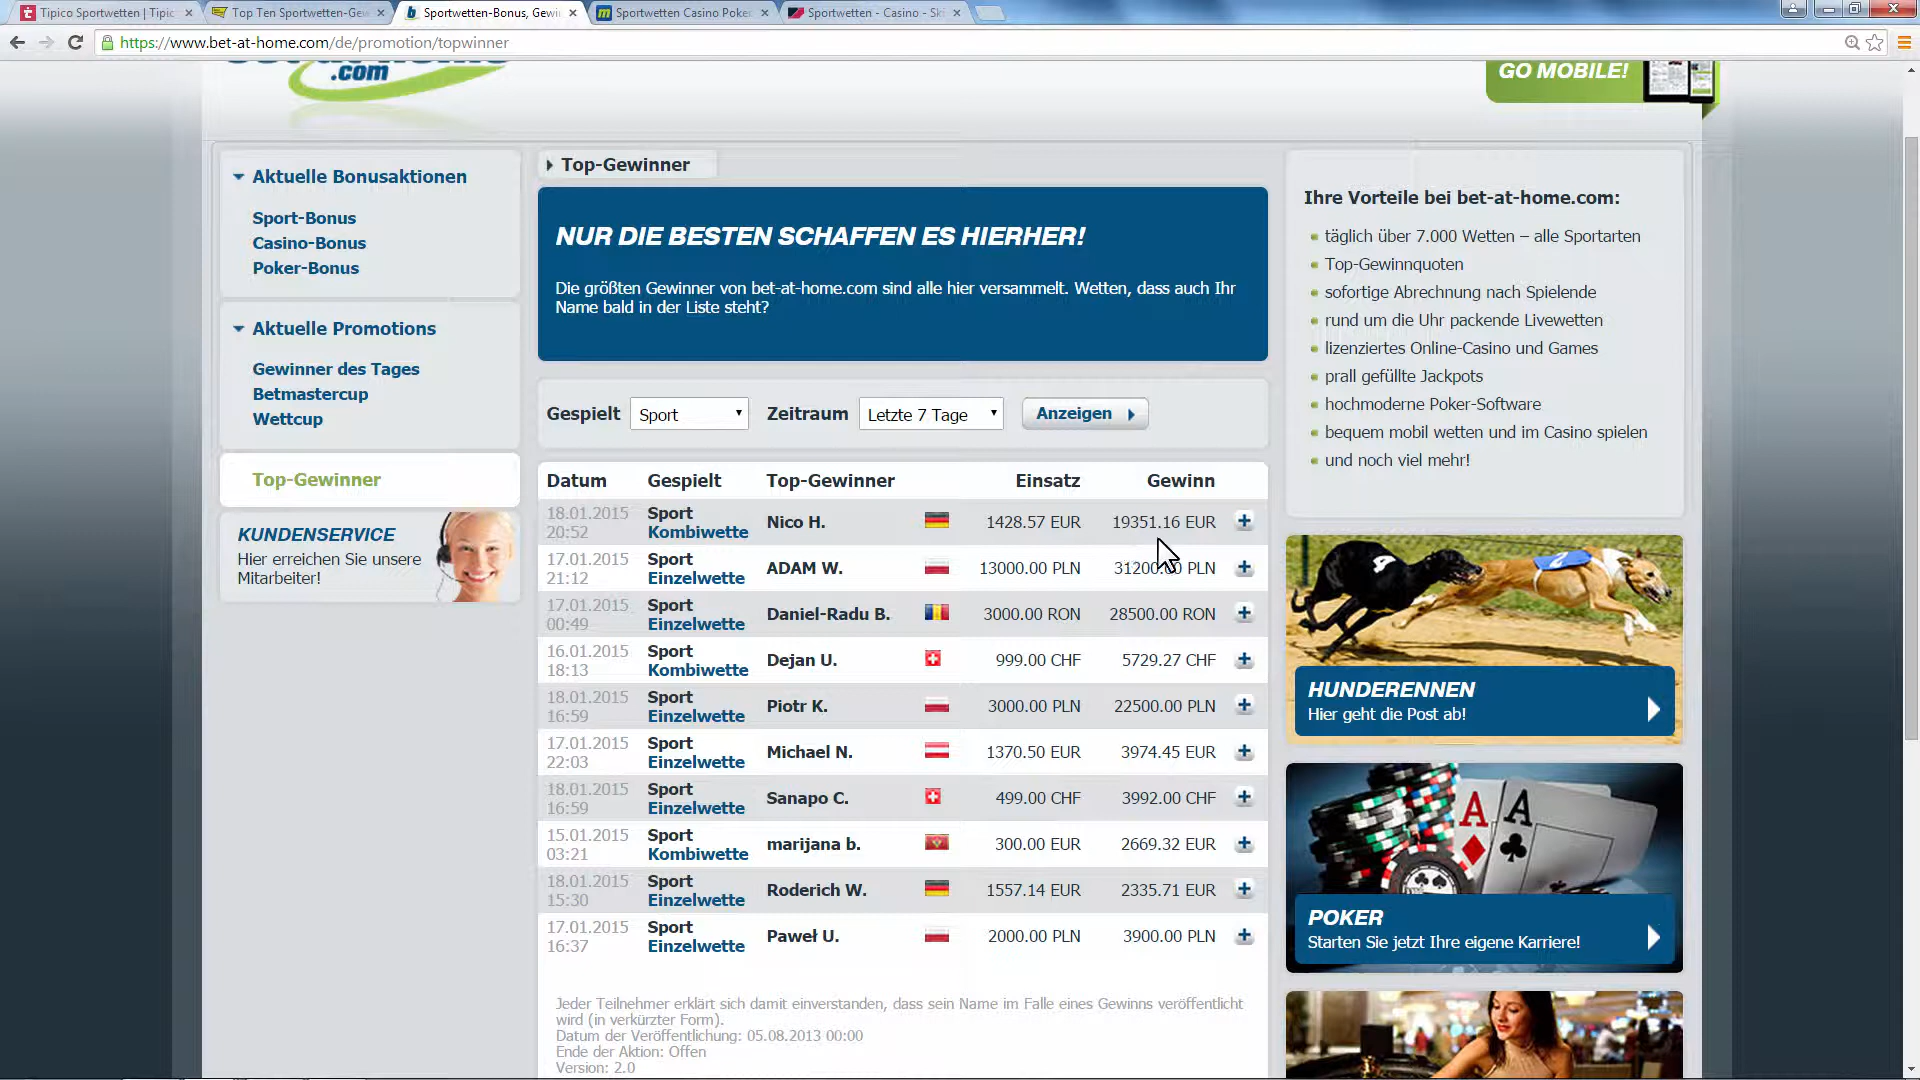 Tipico Sportwetten | Tipic
Top Ten Sportwetten-Gew
Sportwetten-Bonus, Gewi
Sportwetten Casino Poker
Sportwetten - Casino - Ski
https://www.bet-at-home.com/de/promotion/topwinner
.com
GO MOBILE!
Aktuelle Bonusaktionen
Sport-Bonus
Casino-Bonus
Poker-Bonus
Aktuelle Promotions
Gewinner des Tages
Betmastercup
Wettcup
Top-Gewinner
KUNDENSERVICE
Hier erreichen Sie unsere
Mitarbeiter!
Top-Gewinner
NUR DIE BESTEN SCHAFFEN ES HIERHER!
Die größten Gewinner von bet-at-home.com sind alle hier versammelt. Wetten, dass auch Ihr
Name bald in der Liste steht?
Gespielt Sport Zeitraum Letzte 7 Tage Anzeigen
Datum Gespielt Top-Gewinner Einsatz Gewinn
18.01.2015 20:52 Sport Kombiwette Nico H. 1428.57 EUR 19351.16 EUR
17.01.2015 21:12 Sport Einzelwette ADAM W. 13000.00 PLN 31200.00 PLN
17.01.2015 00:49 Sport Einzelwette Daniel-Radu B. 3000.00 RON 28500.00 RON
16.01.2015 18:13 Sport Kombiwette Dejan U. 999.00 CHF 5729.27 CHF
18.01.2015 16:59 Sport Einzelwette Piotr K. 3000.00 PLN 22500.00 PLN
17.01.2015 22:03 Sport Einzelwette Michael N. 1370.50 EUR 3974.45 EUR
18.01.2015 16:59 Sport Einzelwette Sanapo C. 499.00 CHF 3992.00 CHF
15.01.2015 03:21 Sport Kombiwette marijana b. 300.00 EUR 2669.32 EUR
18.01.2015 15:30 Sport Einzelwette Roderich W. 1557.14 EUR 2335.71 EUR
17.01.2015 16:37 Sport Einzelwette Paweł U. 2000.00 PLN 3900.00 PLN
Jeder Teilnehmer erklärt sich damit einverstanden, dass sein Name im Falle eines Gewinns veröffentlicht
wird (in verkürzter Form).
Datum der Veröffentlichung: 05.08.2013 00:00
Ende der Aktion: Offen
Version: 2.0
Ihre Vorteile bei bet-at-home.com:
täglich über 7.000 Wetten – alle Sportarten
Top-Gewinnquoten
sofortige Abrechnung nach Spielende
rund um die Uhr packende Livewetten
lizenziertes Online-Casino und Games
prall gefüllte Jackpots
hochmoderne Poker-Software
bequem mobil wetten und im Casino spielen
und noch viel mehr!
2
HUNDERENNEN
Hier geht die Post ab!
A A
POKER
Starten Sie jetzt Ihre eigene Karriere!